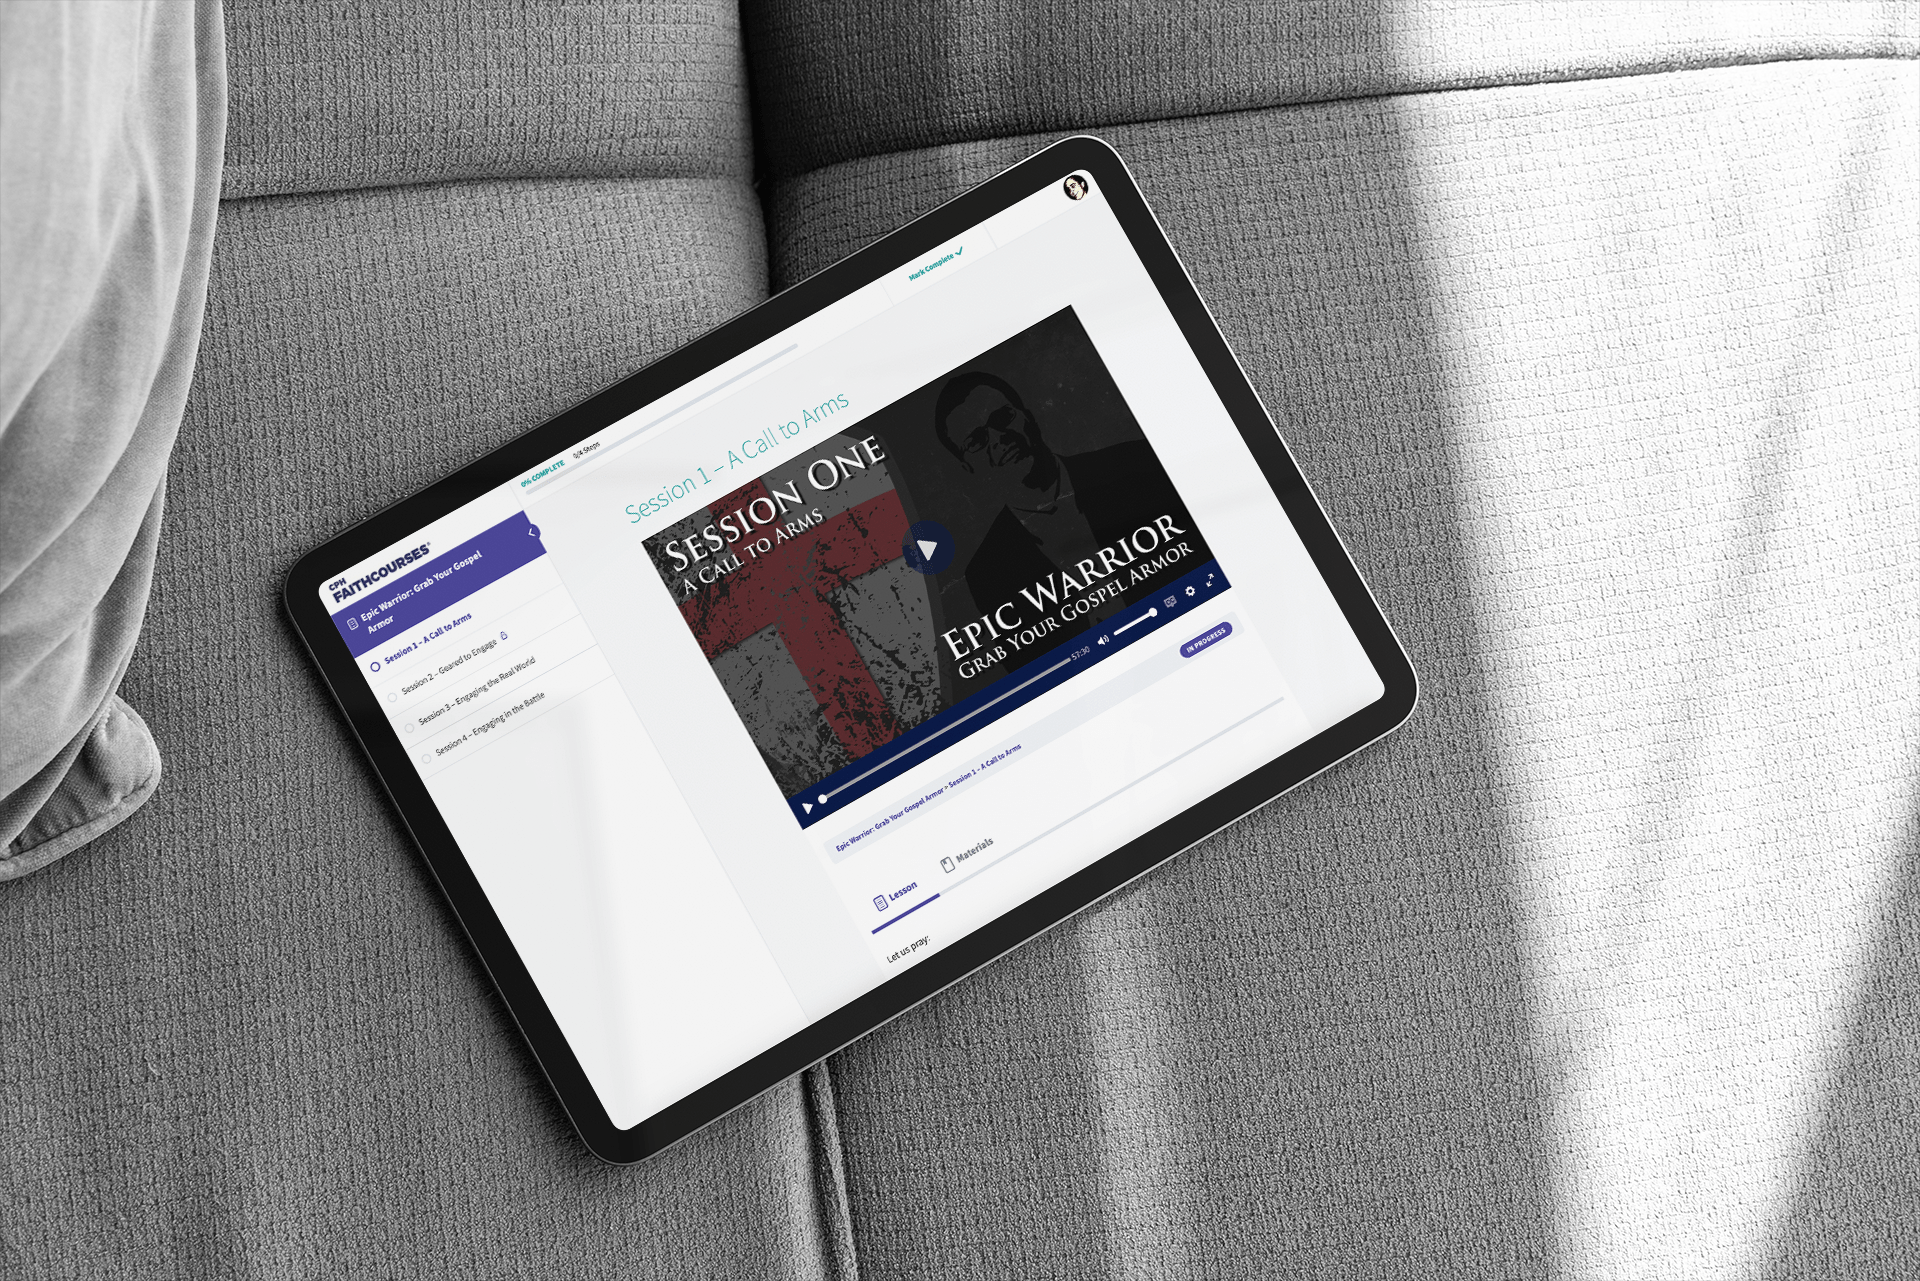 CPH
FAITHCOURSES®
Epic Warrior: Grab Your Gospel
Armor
Session 1 – A Call to Arms
Session 2 – Geared to Engage
Session 3 – Engaging the Real World
Session 4 – Engaging in the Battle
0% COMPLETE
0/4 Steps
Mark Complete
Session 1 – A Call to Arms
SESSION ONE
A CALL TO ARMS
EPIC WARRIOR
GRAB YOUR GOSPEL ARMOR
57:30
IN PROGRESS
Epic Warrior: Grab Your Gospel Armor > Session 1 – A Call to Arms
Lesson
Materials
Let us pray: